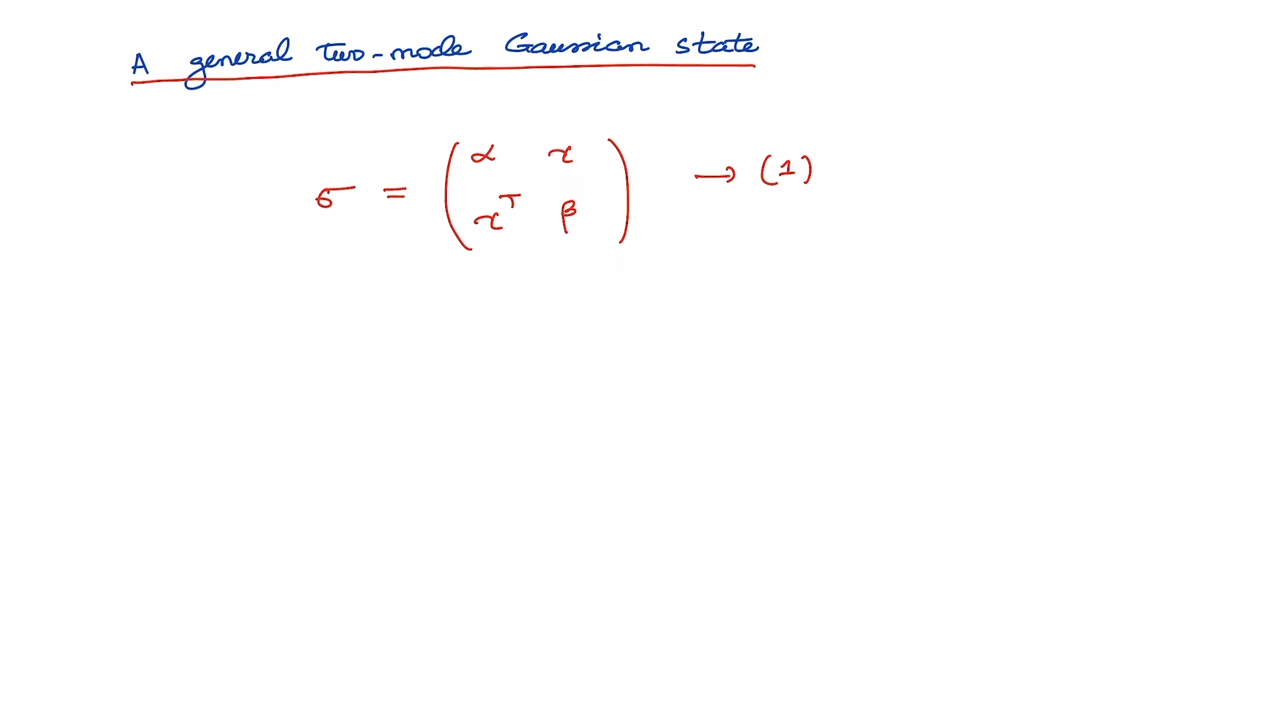 A general two-mode Gaussian state
σ = ( α x
x^T β ) → (1)